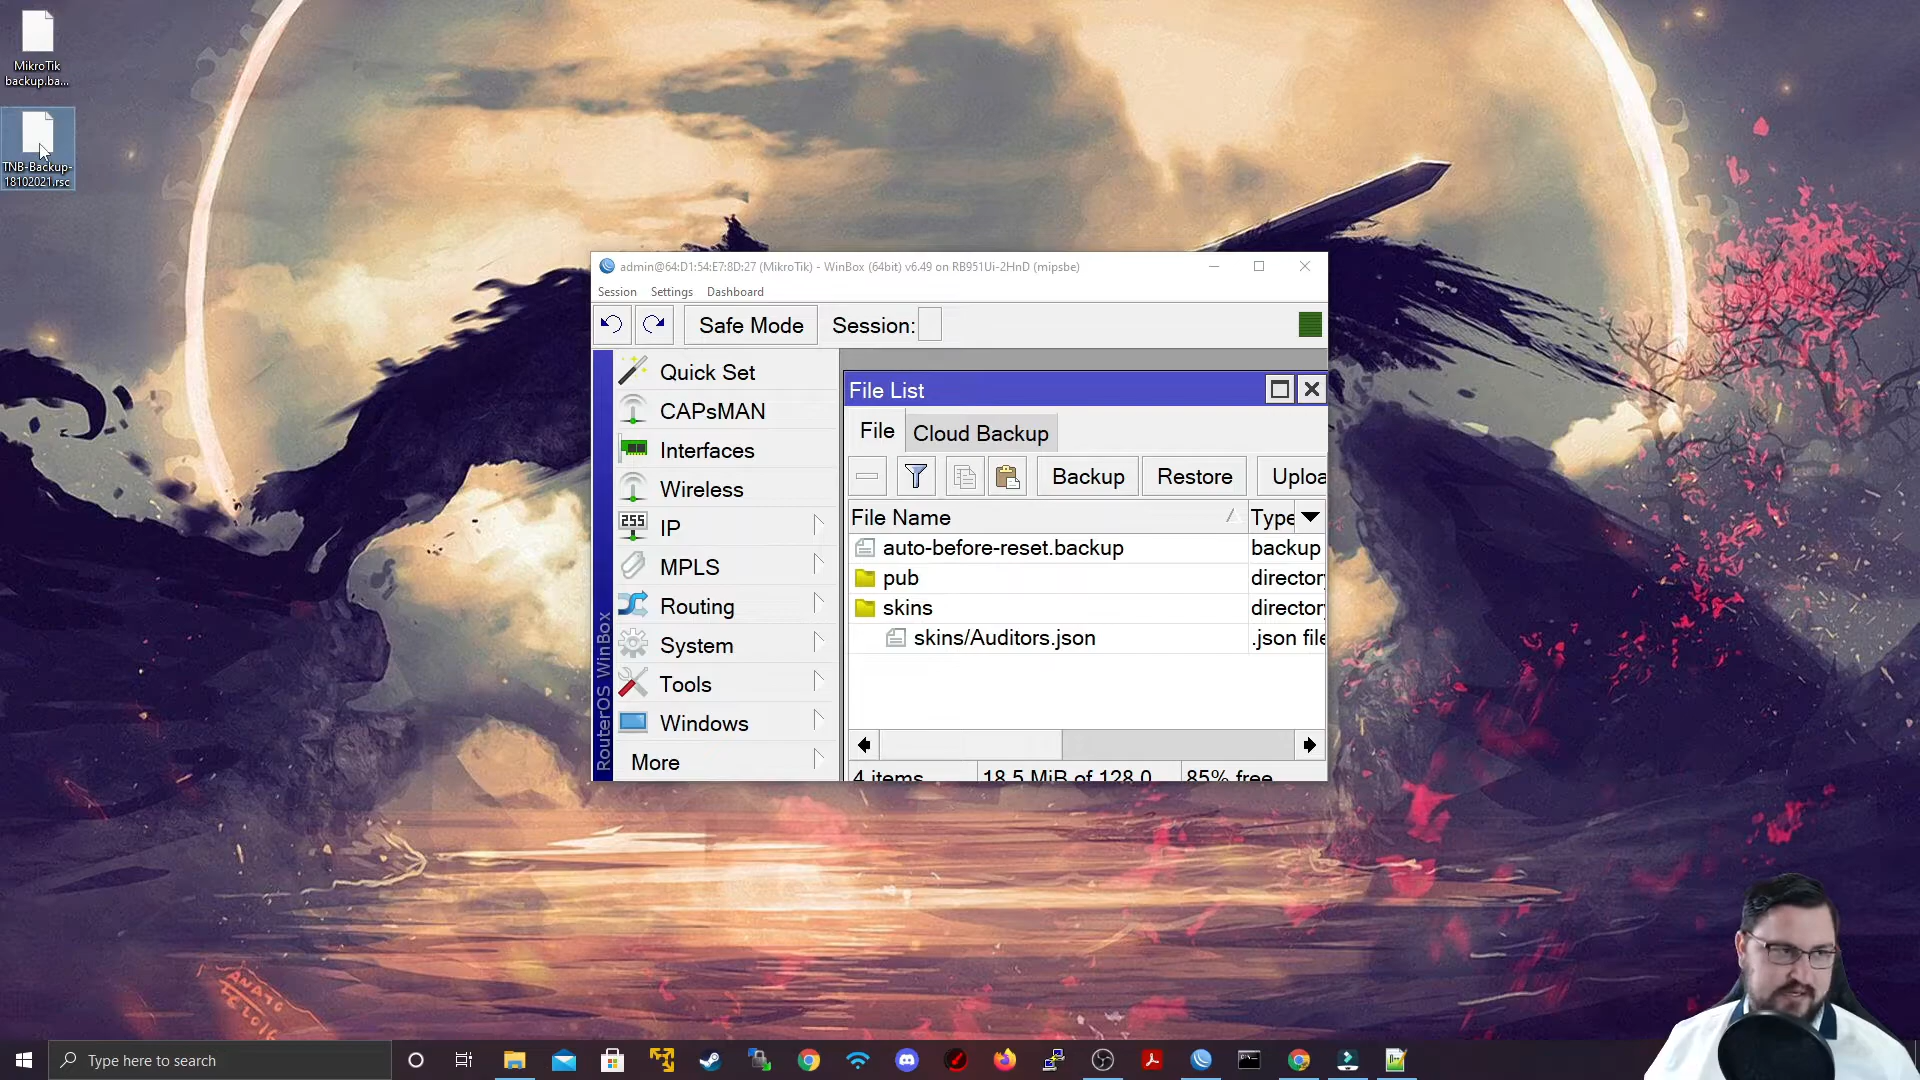 MikroTik
backup.ba...
TNB-Backup-
18102021.rsc
admin@64:D1:54:E7:8D:27 (MikroTik) - WinBox (64bit) v6.49 on RB951Ui-2HnD (mipsbe)
Session Settings Dashboard
Safe Mode Session:
Quick Set
CAPsMAN
Interfaces
Wireless
255
IP
MPLS
Routing
System
Tools
Windows
More
RouterOS WinBox
File List
File Cloud Backup
Backup Restore Uploa
File Name Type
auto-before-reset.backup backup
pub director
skins director
skins/Auditors.json .json file
4 items 18.5 MiB of 128.0 85% free
Type here to search